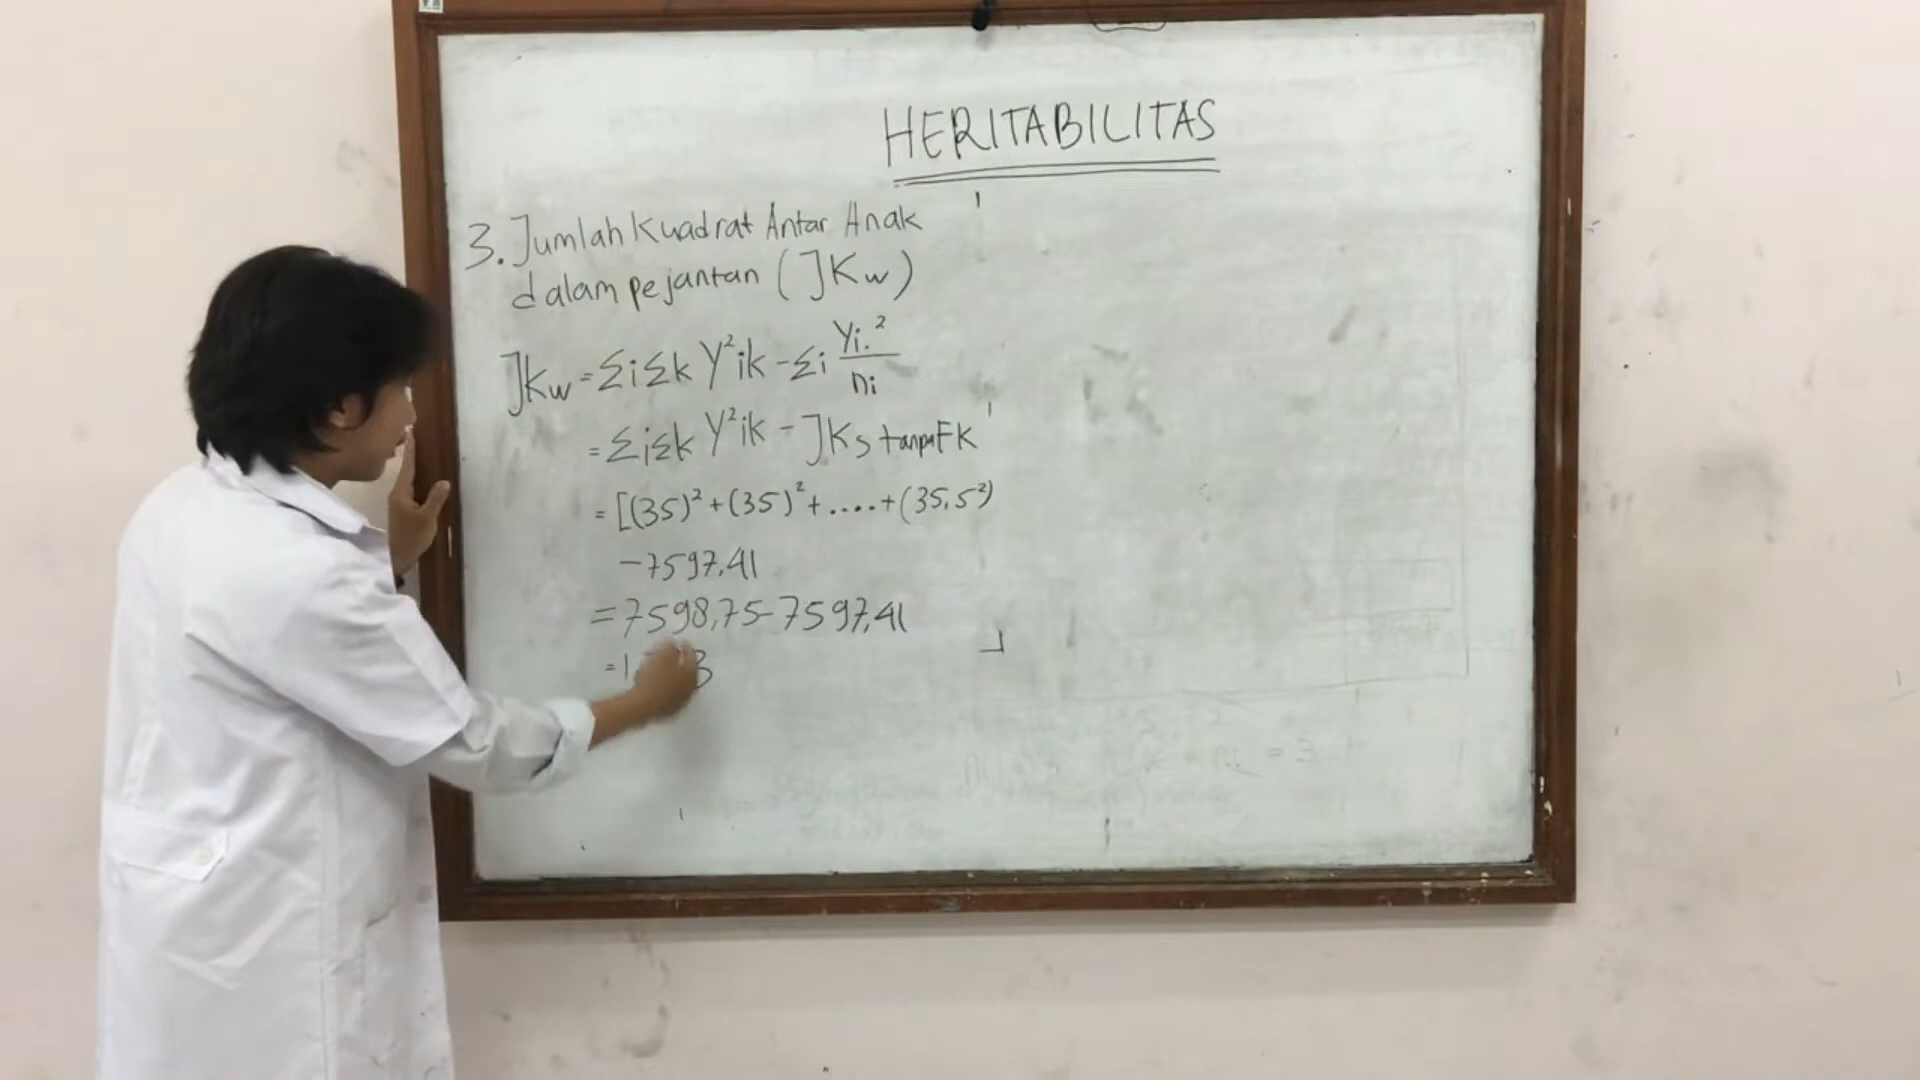 HERITABILITAS
3. Jumlah Kuadrat Antar Anak
dalam pejantan (JKw)
JKw = Σi Σk Y²ik - Σi Yi.² / ni
= Σi Σk Y²ik - JKs tanpa FK
= [(35)² + (35)² + .... + (35,5²)
- 7597,41
= 7598,75 - 7597,41